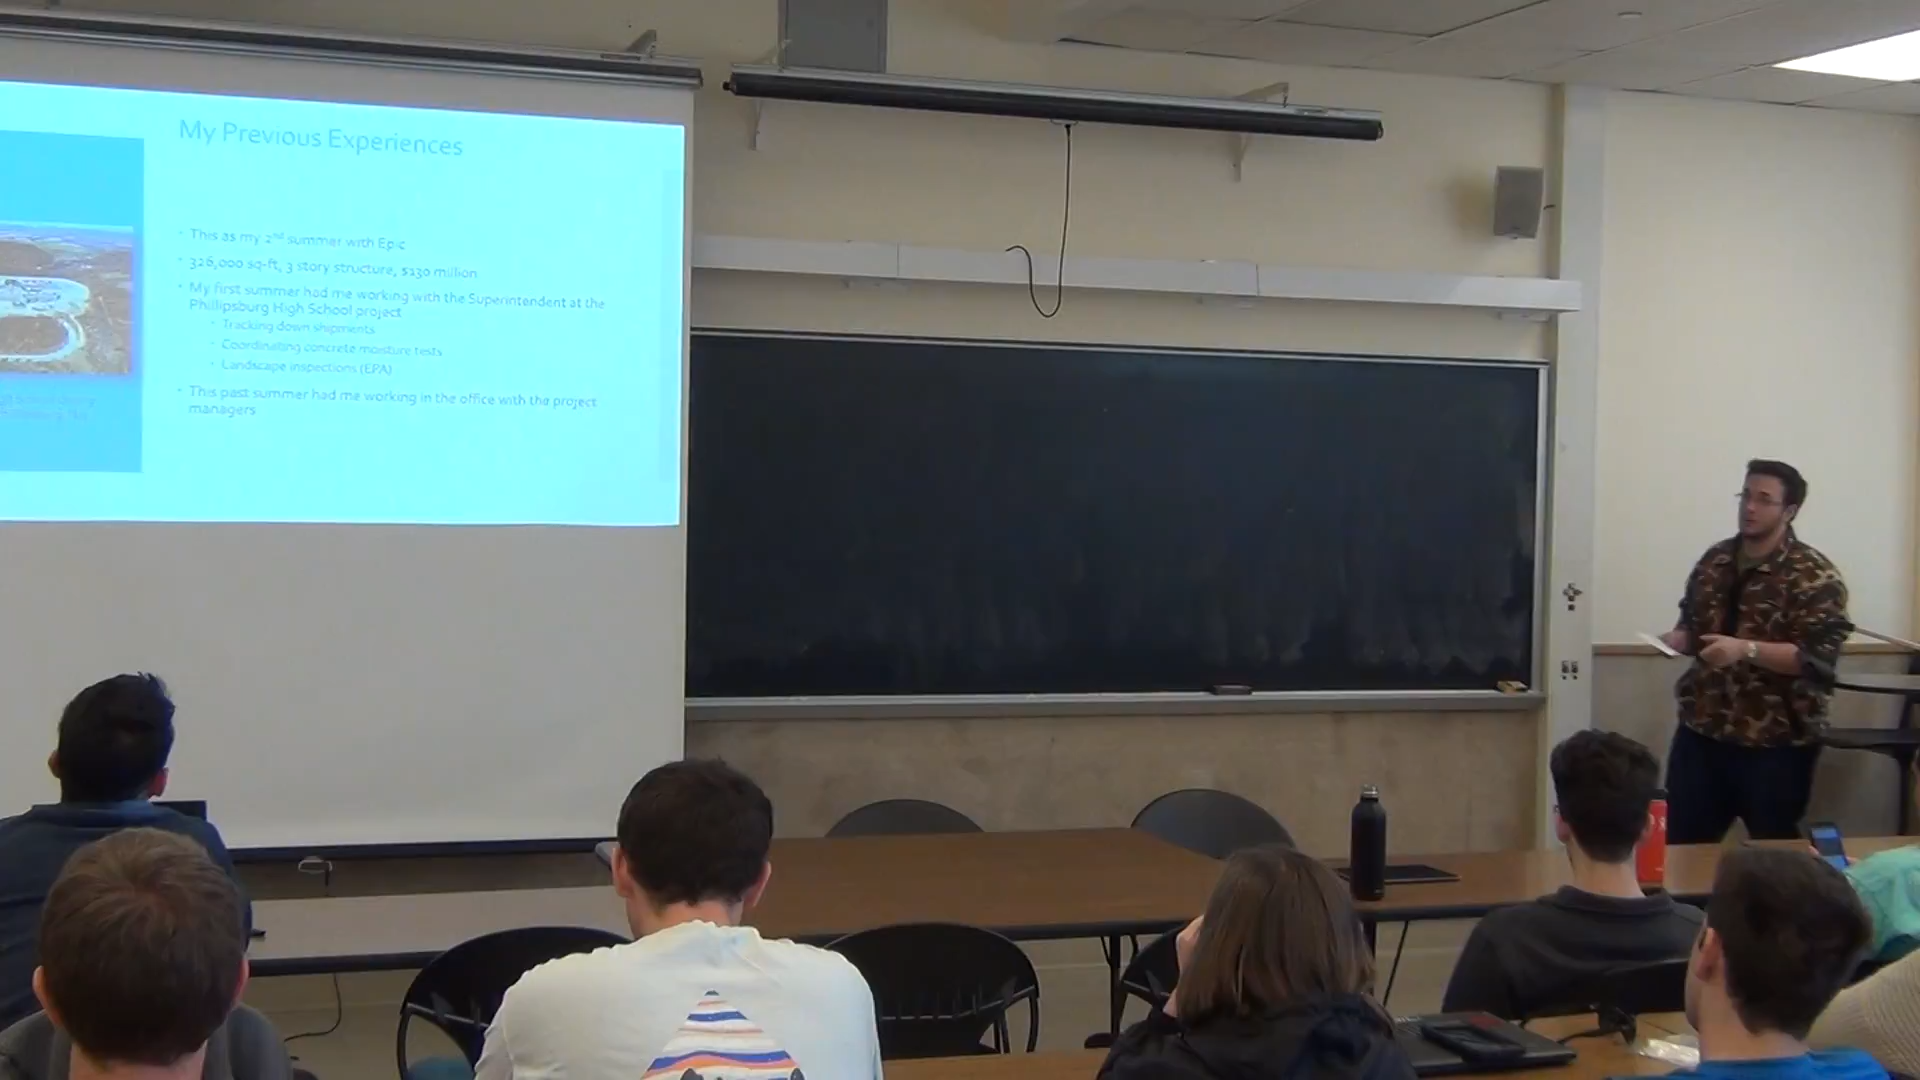 My Previous Experiences
This as my 2nd summer with Epic
326,000 sq-ft, 3 story structure, $130 million
My first summer had me working with the Superintendent at the
Phillipsburg High School project
Tracking down shipments
Coordinating concrete moisture tests
Landscape inspections (EPA)
This past summer had me working in the office with the project
managers